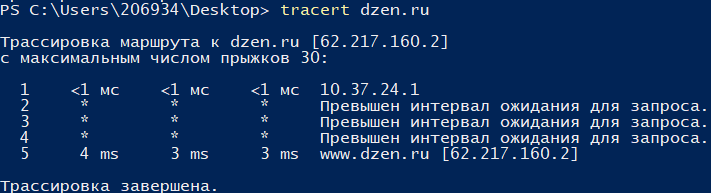 PS C:\Users\206934\Desktop> tracert dzen.ru
Трассировка маршрута к dzen.ru [62.217.160.2]
с максимальным числом прыжков 30:
1 <1 мс <1 мс <1 мс 10.37.24.1
2 * * * Превышен интервал ожидания для запроса.
3 * * * Превышен интервал ожидания для запроса.
4 * * * Превышен интервал ожидания для запроса.
5 4 ms 3 ms 3 ms www.dzen.ru [62.217.160.2]
Трассировка завершена.